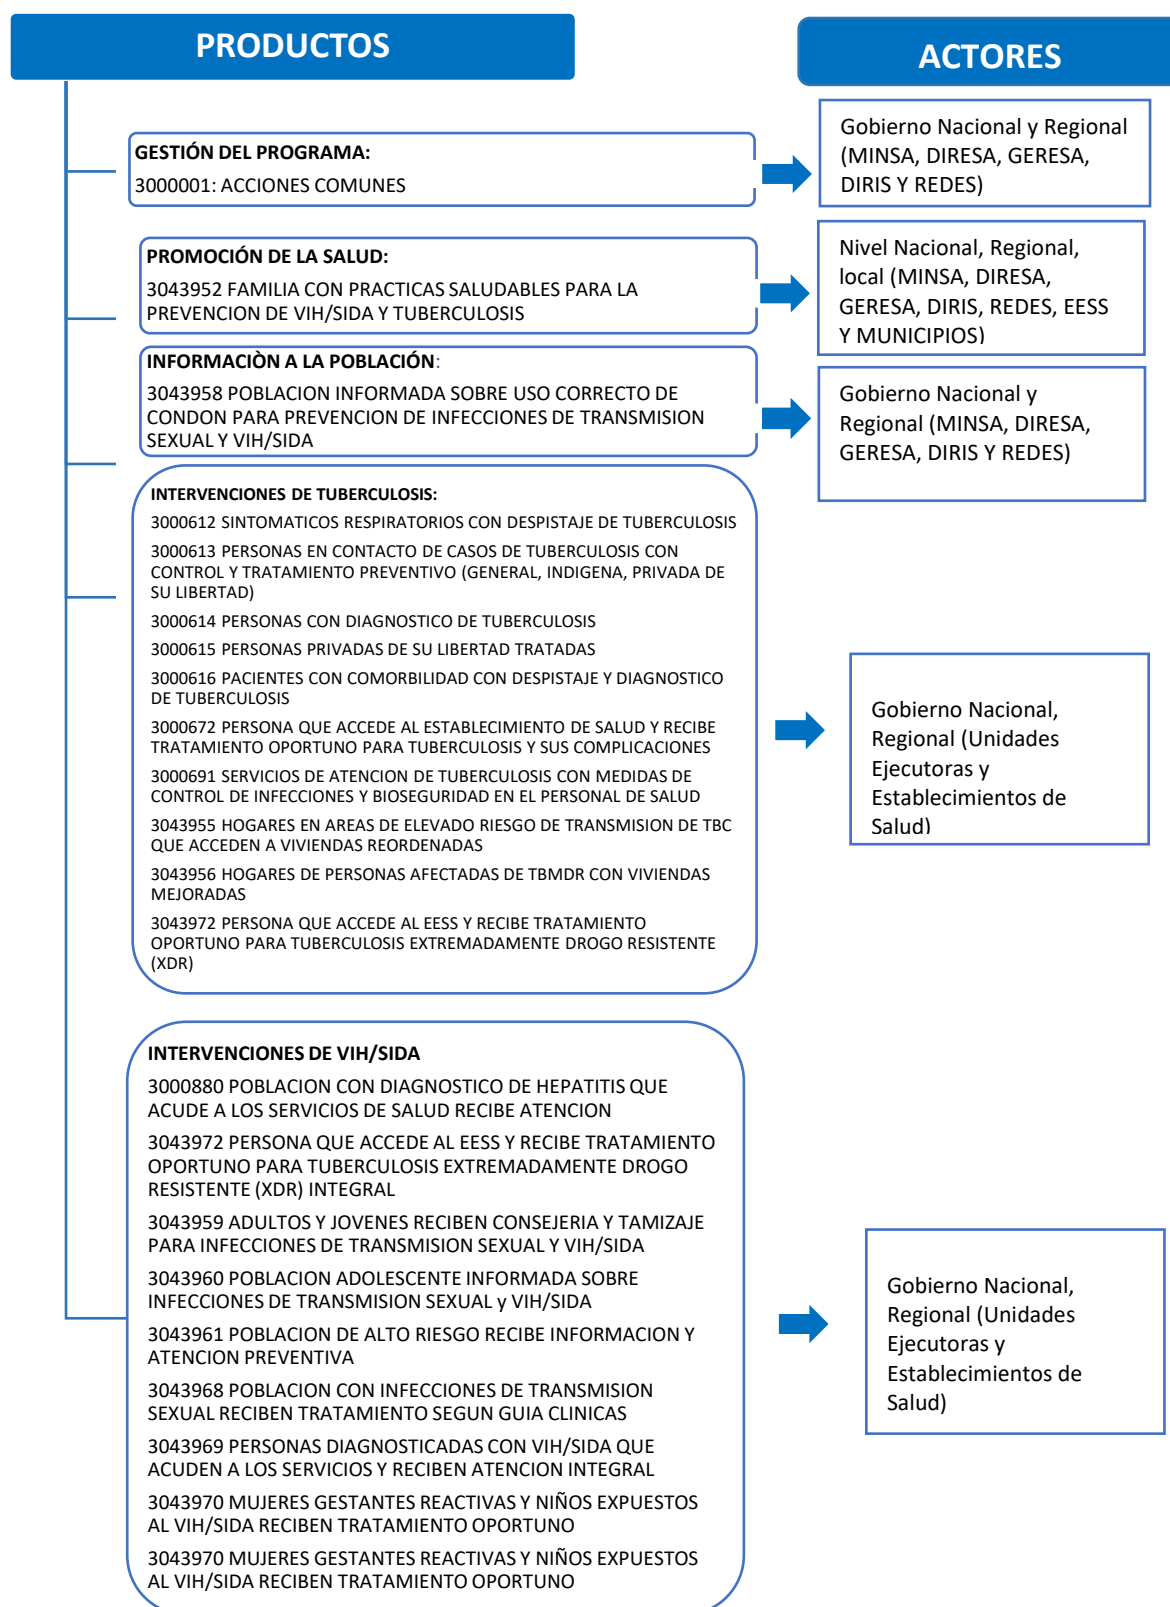 PRODUCTOS
ACTORES
GESTIÓN DEL PROGRAMA:
3000001: ACCIONES COMUNES
Gobierno Nacional y Regional
(MINSA, DIRESA, GERESA,
DIRIS Y REDES)
PROMOCIÓN DE LA SALUD:
3043952 FAMILIA CON PRACTICAS SALUDABLES PARA LA
PREVENCION DE VIH/SIDA Y TUBERCULOSIS
Nivel Nacional, Regional,
local (MINSA, DIRESA,
GERESA, DIRIS, REDES, EESS
Y MUNICIPIOS)
INFORMACIÒN A LA POBLACIÓN:
3043958 POBLACION INFORMADA SOBRE USO CORRECTO DE
CONDON PARA PREVENCION DE INFECCIONES DE TRANSMISION
SEXUAL Y VIH/SIDA
Gobierno Nacional y
Regional (MINSA, DIRESA,
GERESA, DIRIS Y REDES)
INTERVENCIONES DE TUBERCULOSIS:
3000612 SINTOMATICOS RESPIRATORIOS CON DESPISTAJE DE TUBERCULOSIS
3000613 PERSONAS EN CONTACTO DE CASOS DE TUBERCULOSIS CON
CONTROL Y TRATAMIENTO PREVENTIVO (GENERAL, INDIGENA, PRIVADA DE
SU LIBERTAD)
3000614 PERSONAS CON DIAGNOSTICO DE TUBERCULOSIS
3000615 PERSONAS PRIVADAS DE SU LIBERTAD TRATADAS
3000616 PACIENTES CON COMORBILIDAD CON DESPISTAJE Y DIAGNOSTICO
DE TUBERCULOSIS
3000672 PERSONA QUE ACCEDE AL ESTABLECIMIENTO DE SALUD Y RECIBE
TRATAMIENTO OPORTUNO PARA TUBERCULOSIS Y SUS COMPLICACIONES
3000691 SERVICIOS DE ATENCION DE TUBERCULOSIS CON MEDIDAS DE
CONTROL DE INFECCIONES Y BIOSEGURIDAD EN EL PERSONAL DE SALUD
3043955 HOGARES EN AREAS DE ELEVADO RIESGO DE TRANSMISION DE TBC
QUE ACCEDEN A VIVIENDAS REORDENADAS
3043956 HOGARES DE PERSONAS AFECTADAS DE TBMDR CON VIVIENDAS
MEJORADAS
3043972 PERSONA QUE ACCEDE AL EESS Y RECIBE TRATAMIENTO
OPORTUNO PARA TUBERCULOSIS EXTREMADAMENTE DROGO RESISTENTE
(XDR)
Gobierno Nacional,
Regional (Unidades
Ejecutoras y
Establecimientos de
Salud)
INTERVENCIONES DE VIH/SIDA
3000880 POBLACION CON DIAGNOSTICO DE HEPATITIS QUE
ACUDE A LOS SERVICIOS DE SALUD RECIBE ATENCION
3043972 PERSONA QUE ACCEDE AL EESS Y RECIBE TRATAMIENTO
OPORTUNO PARA TUBERCULOSIS EXTREMADAMENTE DROGO
RESISTENTE (XDR) INTEGRAL
3043959 ADULTOS Y JOVENES RECIBEN CONSEJERIA Y TAMIZAJE
PARA INFECCIONES DE TRANSMISION SEXUAL Y VIH/SIDA
3043960 POBLACION ADOLESCENTE INFORMADA SOBRE
INFECCIONES DE TRANSMISION SEXUAL y VIH/SIDA
3043961 POBLACION DE ALTO RIESGO RECIBE INFORMACION Y
ATENCION PREVENTIVA
3043968 POBLACION CON INFECCIONES DE TRANSMISION
SEXUAL RECIBEN TRATAMIENTO SEGUN GUIA CLINICAS
3043969 PERSONAS DIAGNOSTICADAS CON VIH/SIDA QUE
ACUDEN A LOS SERVICIOS Y RECIBEN ATENCION INTEGRAL
3043970 MUJERES GESTANTES REACTIVAS Y NIÑOS EXPUESTOS
AL VIH/SIDA RECIBEN TRATAMIENTO OPORTUNO
3043970 MUJERES GESTANTES REACTIVAS Y NIÑOS EXPUESTOS
AL VIH/SIDA RECIBEN TRATAMIENTO OPORTUNO
Gobierno Nacional,
Regional (Unidades
Ejecutoras y
Establecimientos de
Salud)